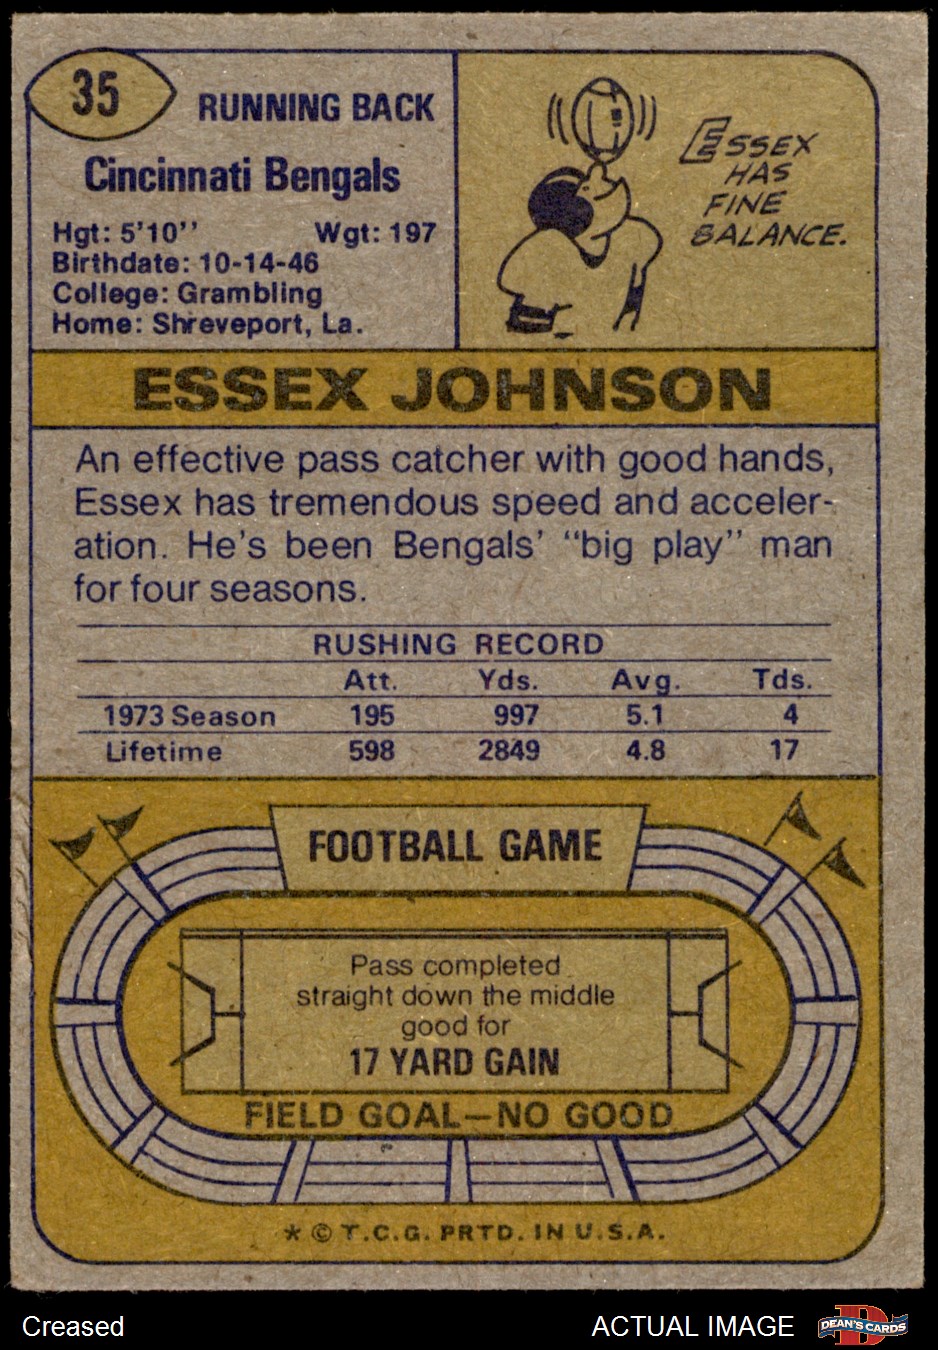 35
RUNNING BACK
Cincinnati Bengals
Hgt: 5'10'' Wgt: 197
Birthdate: 10-14-46
College: Grambling
Home: Shreveport, La.
ESSEX
HAS
FINE
BALANCE.
ESSEX JOHNSON
An effective pass catcher with good hands,
Essex has tremendous speed and acceler-
ation. He's been Bengals' "big play" man
for four seasons.
RUSHING RECORD
Att. Yds. Avg. Tds.
1973 Season 195 997 5.1 4
Lifetime 598 2849 4.8 17
FOOTBALL GAME
Pass completed
straight down the middle
good for
17 YARD GAIN
FIELD GOAL—NO GOOD
* © T.C.G. PRTD. IN U.S.A.
Creased
ACTUAL IMAGE
DEAN'S CARDS